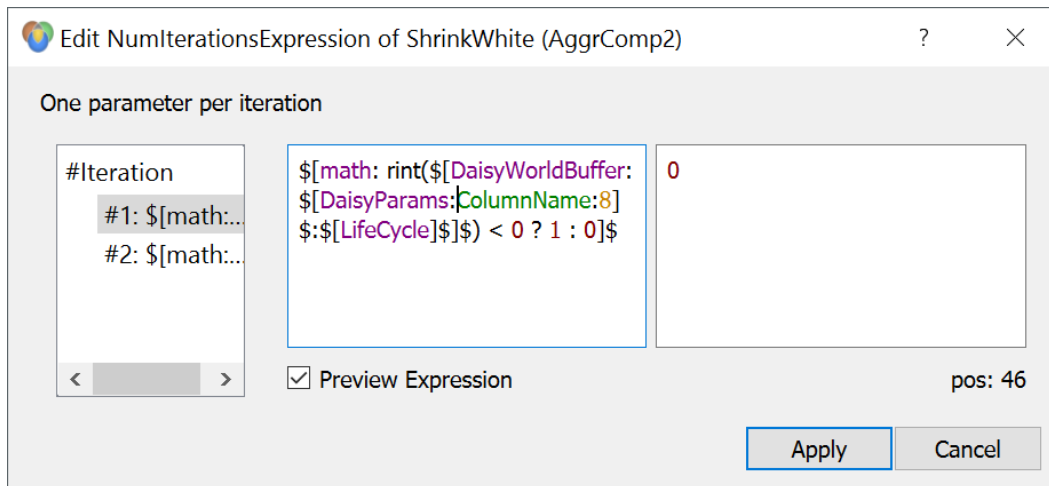 Edit NumIterationsExpression of ShrinkWhite (AggrComp2)
?
One parameter per iteration
#Iteration
#1: $[math:...
#2: $[math:...
$[math: rint($[DaisyWorldBuffer:
$[DaisyParams:ColumnName:8]
$:$[LifeCycle]$]$) < 0 ? 1 : 0]$
0
Preview Expression
pos: 46
Apply
Cancel